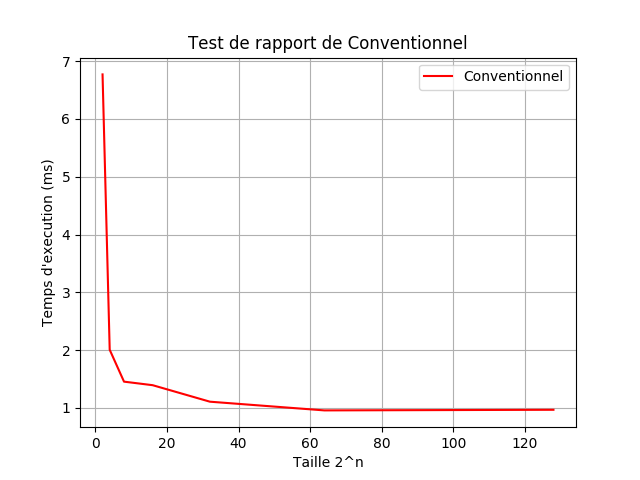 Test de rapport de Conventionnel
Conventionnel
Temps d'execution (ms)
7
6
5
4
3
2
1
0 20 40 60 80 100 120
Taille 2^n